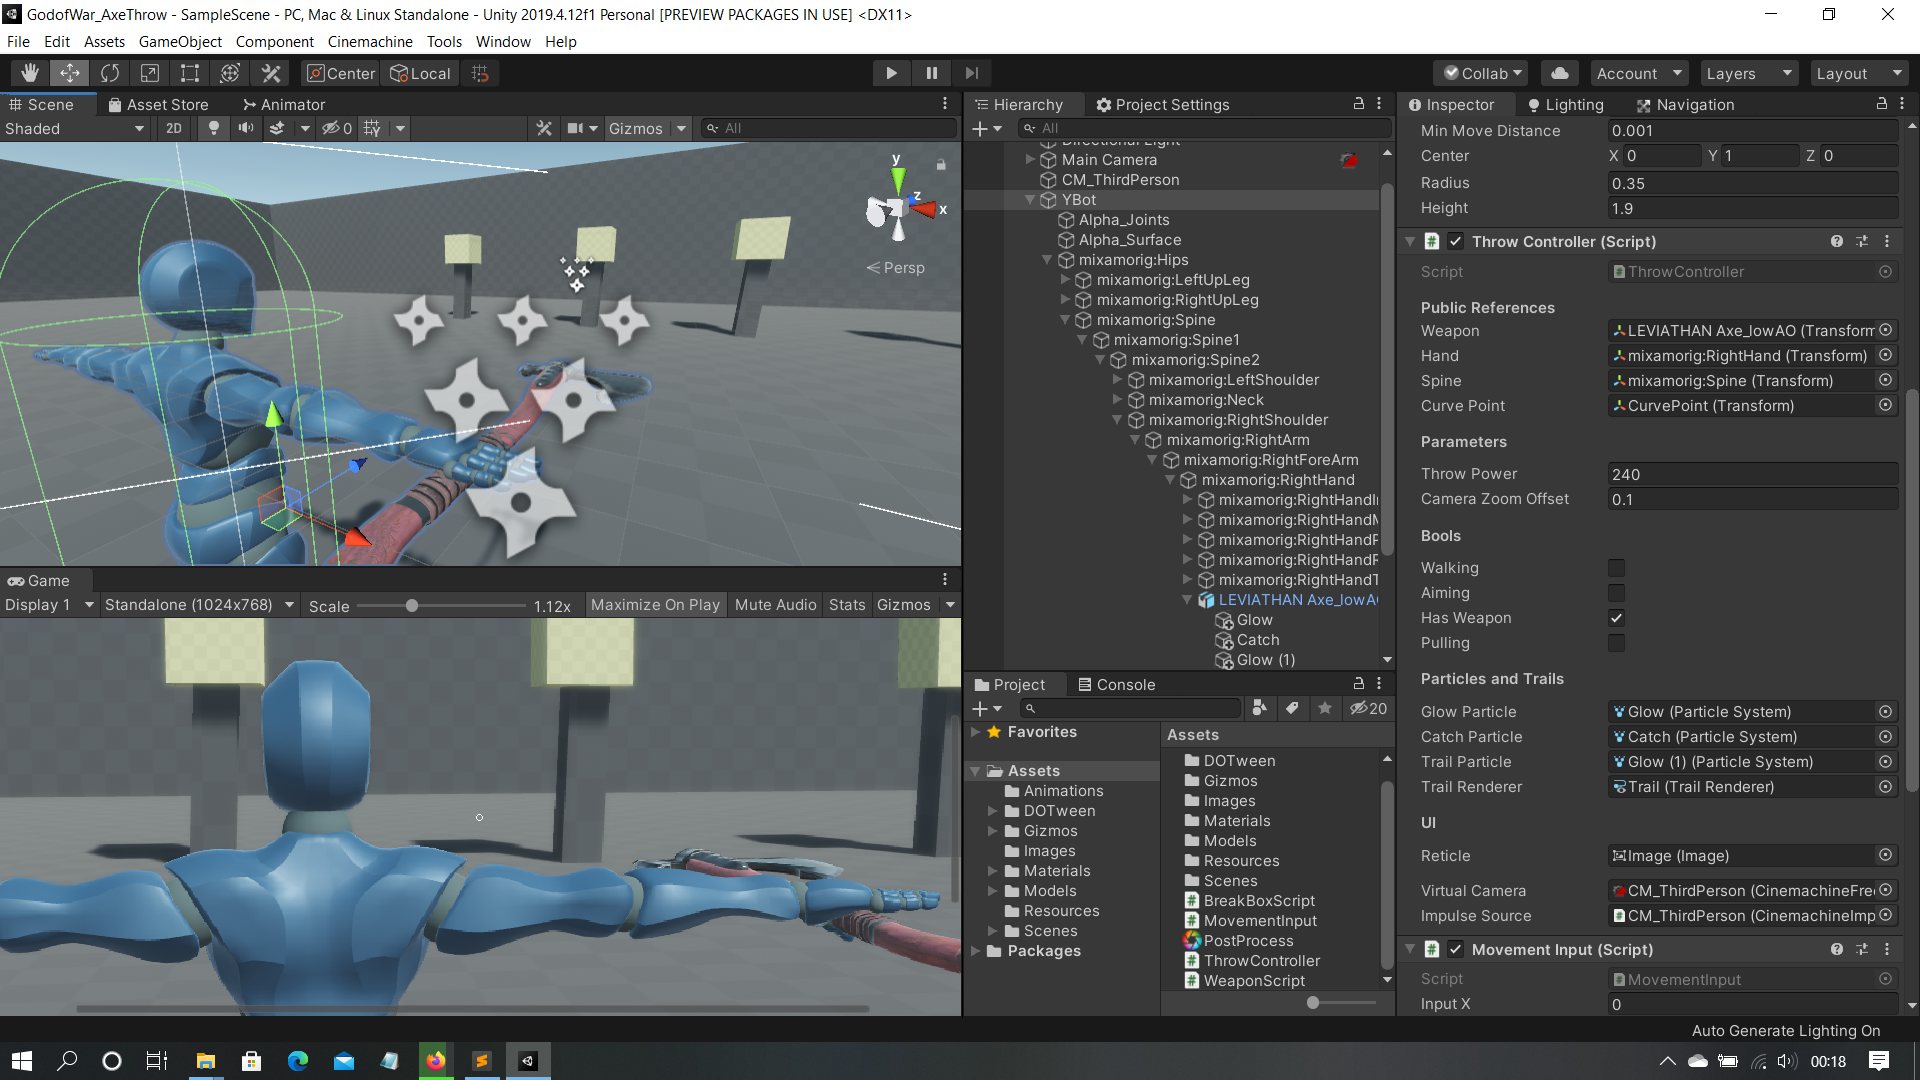 GodofWar_AxeThrow - SampleScene - PC, Mac & Linux Standalone - Unity 2019.4.12f1 Personal [PREVIEW PACKAGES IN USE] <DX11>
File Edit Assets GameObject Component Cinemachine Tools Window Help
Center Local Collab Account Layers Layout
Scene Asset Store Animator
Shaded 2D 0 Gizmos All
y
z
x
Persp
Game
Display 1 Standalone (1024x768) Scale 1.12x Maximize On Play Mute Audio Stats Gizmos
Hierarchy Project Settings
All
Directional Light
Main Camera
CM_ThirdPerson
YBot
Alpha_Joints
Alpha_Surface
mixamorig:Hips
mixamorig:LeftUpLeg
mixamorig:RightUpLeg
mixamorig:Spine
mixamorig:Spine1
mixamorig:Spine2
mixamorig:LeftShoulder
mixamorig:Neck
mixamorig:RightShoulder
mixamorig:RightArm
mixamorig:RightForeArm
mixamorig:RightHand
mixamorig:RightHandI
mixamorig:RightHandM
mixamorig:RightHandP
mixamorig:RightHandR
mixamorig:RightHandT
LEVIATHAN Axe_lowAO
Glow
Catch
Glow (1)
Project Console
20
Favorites
Assets
Animations
DOTween
Gizmos
Images
Materials
Models
Resources
Scenes
Packages
Assets
DOTween
Gizmos
Images
Materials
Models
Resources
Scenes
BreakBoxScript
MovementInput
PostProcess
ThrowController
WeaponScript
Inspector Lighting Navigation
Min Move Distance 0.001
Center X 0 Y 1 Z 0
Radius 0.35
Height 1.9
Throw Controller (Script)
Script ThrowController
Public References
Weapon LEVIATHAN Axe_lowAO (Transform
Hand mixamorig:RightHand (Transform)
Spine mixamorig:Spine (Transform)
Curve Point CurvePoint (Transform)
Parameters
Throw Power 240
Camera Zoom Offset 0.1
Bools
Walking
Aiming
Has Weapon
Pulling
Particles and Trails
Glow Particle Glow (Particle System)
Catch Particle Catch (Particle System)
Trail Particle Glow (1) (Particle System)
Trail Renderer Trail (Trail Renderer)
UI
Reticle Image (Image)
Virtual Camera CM_ThirdPerson (CinemachineFree
Impulse Source CM_ThirdPerson (CinemachineImp
Movement Input (Script)
Script MovementInput
Input X 0
Auto Generate Lighting On
00:18